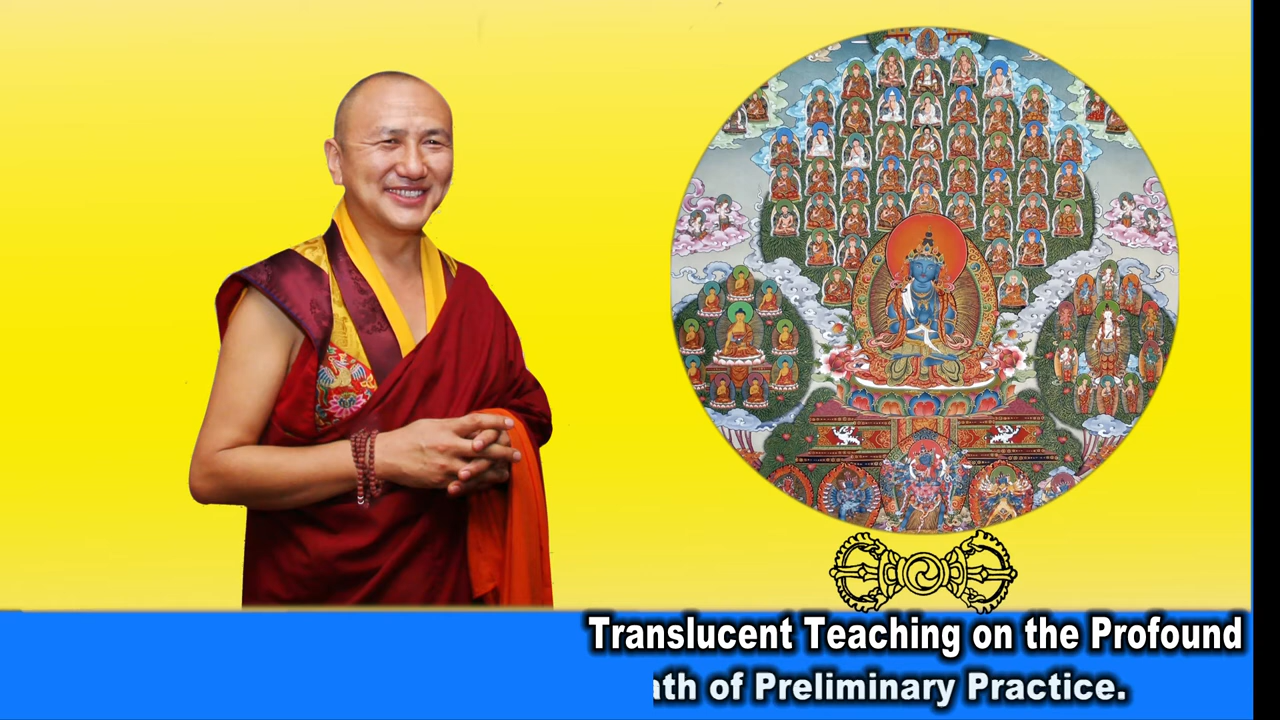 Translucent Teaching on the Profound
ath of Preliminary Practice.